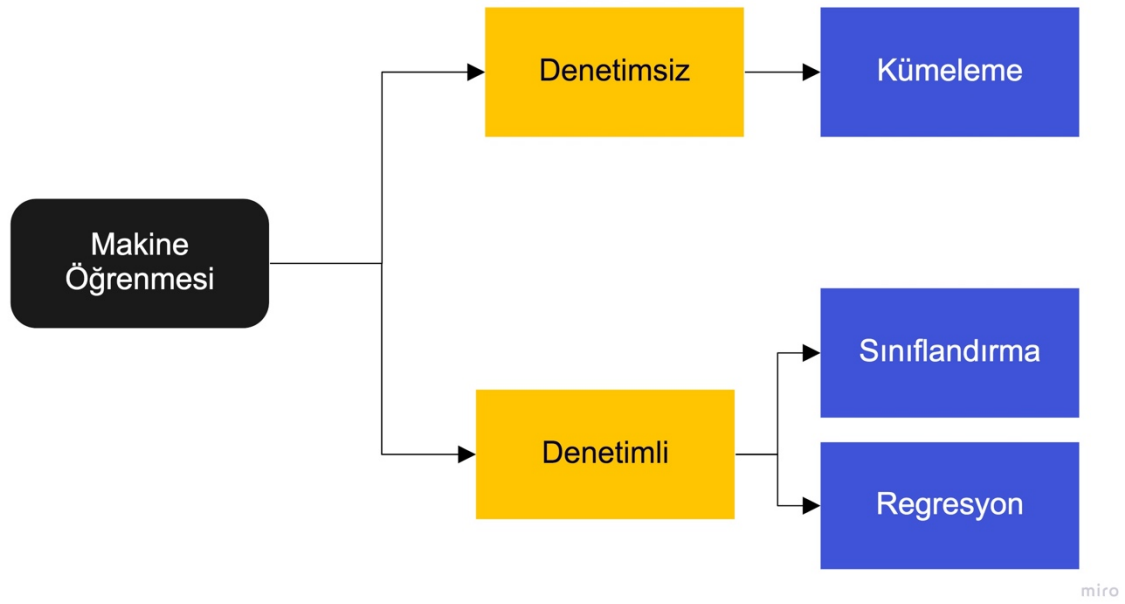 Denetimsiz
Kümeleme
Makine
Öğrenmesi
Sınıflandırma
Denetimli
Regresyon
miro